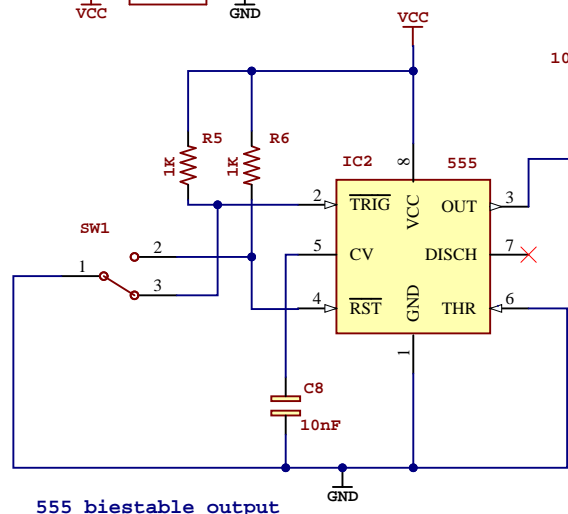 VCC
GND
VCC
10
R5
R6
1K
1K
IC2
8
555
2
TRIG
VCC
OUT
3
SW1
5
CV
DISCH
7
2
1
3
4
RST
GND
THR
6
1
C8
10nF
GND
555 biestable output